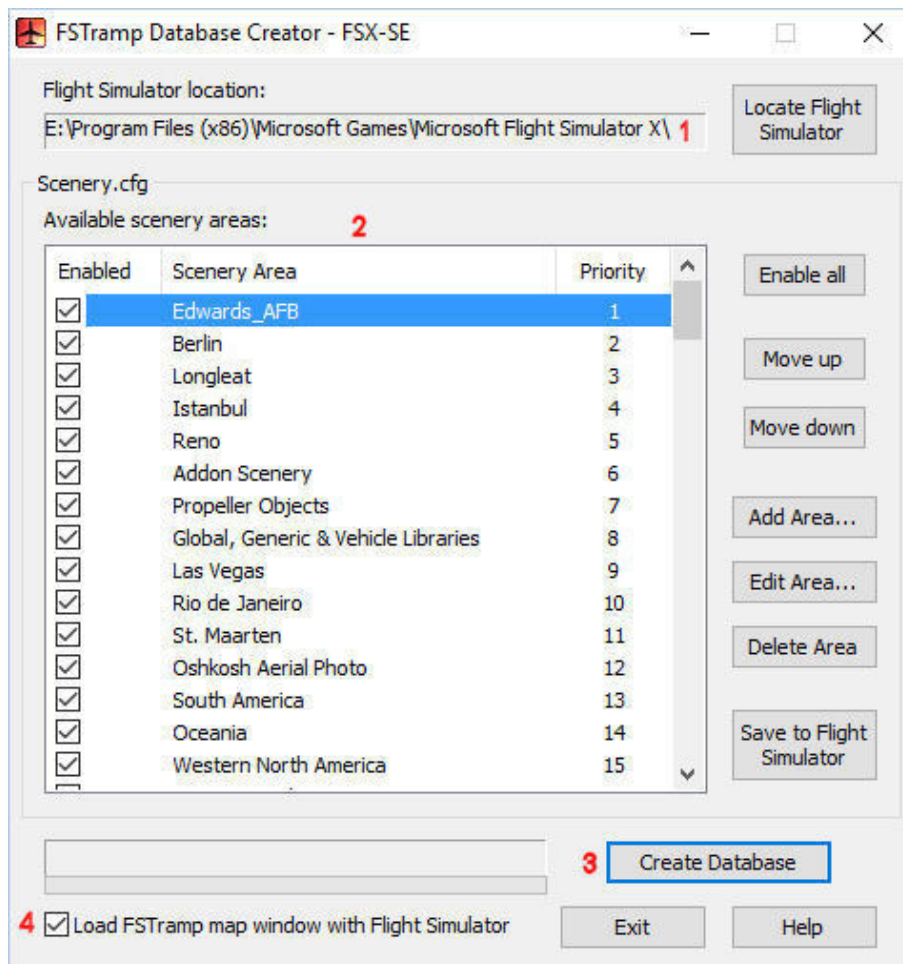 FSTramp Database Creator - FSX-SE
Flight Simulator location:
E:\Program Files (x86)\Microsoft Games\Microsoft Flight Simulator X\ 1
Locate Flight
Simulator
Scenery.cfg
Available scenery areas: 2
Enabled Scenery Area Priority
Edwards_AFB 1
Berlin 2
Longleat 3
Istanbul 4
Reno 5
Addon Scenery 6
Propeller Objects 7
Global, Generic & Vehicle Libraries 8
Las Vegas 9
Rio de Janeiro 10
St. Maarten 11
Oshkosh Aerial Photo 12
South America 13
Oceania 14
Western North America 15
Enable all
Move up
Move down
Add Area...
Edit Area...
Delete Area
Save to Flight
Simulator
3 Create Database
4 Load FSTramp map window with Flight Simulator
Exit
Help